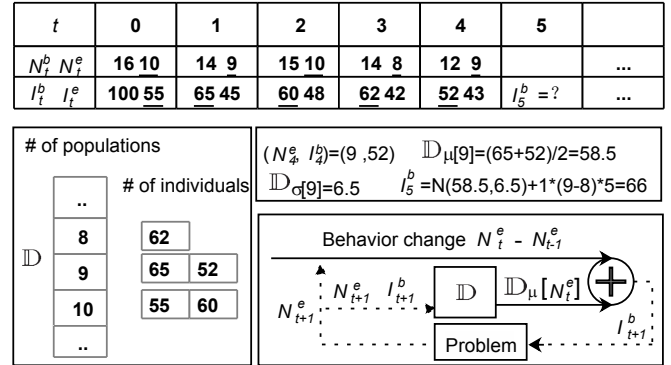 t 0 1 2 3 4 5
N_t^b N_t^e 16 10 14 9 15 10 14 8 12 9 ...
I_t^b I_t^e 100 55 65 45 60 48 62 42 52 43 I_5^b =? ...
# of populations
# of individuals
..
8 62
𝔻 9 65 52
10 55 60
..
(N_4^e, I_4^b)=(9 ,52) 𝔻_μ[9]=(65+52)/2=58.5
𝔻_σ[9]=6.5 I_5^b =N(58.5,6.5)+1*(9-8)*5=66
Behavior change N_t^e - N_{t-1}^e
N_{t+1}^e I_{t+1}^b 𝔻 𝔻_μ[N_t^e] +
N_{t+1}^e
I_{t+1}^b
Problem